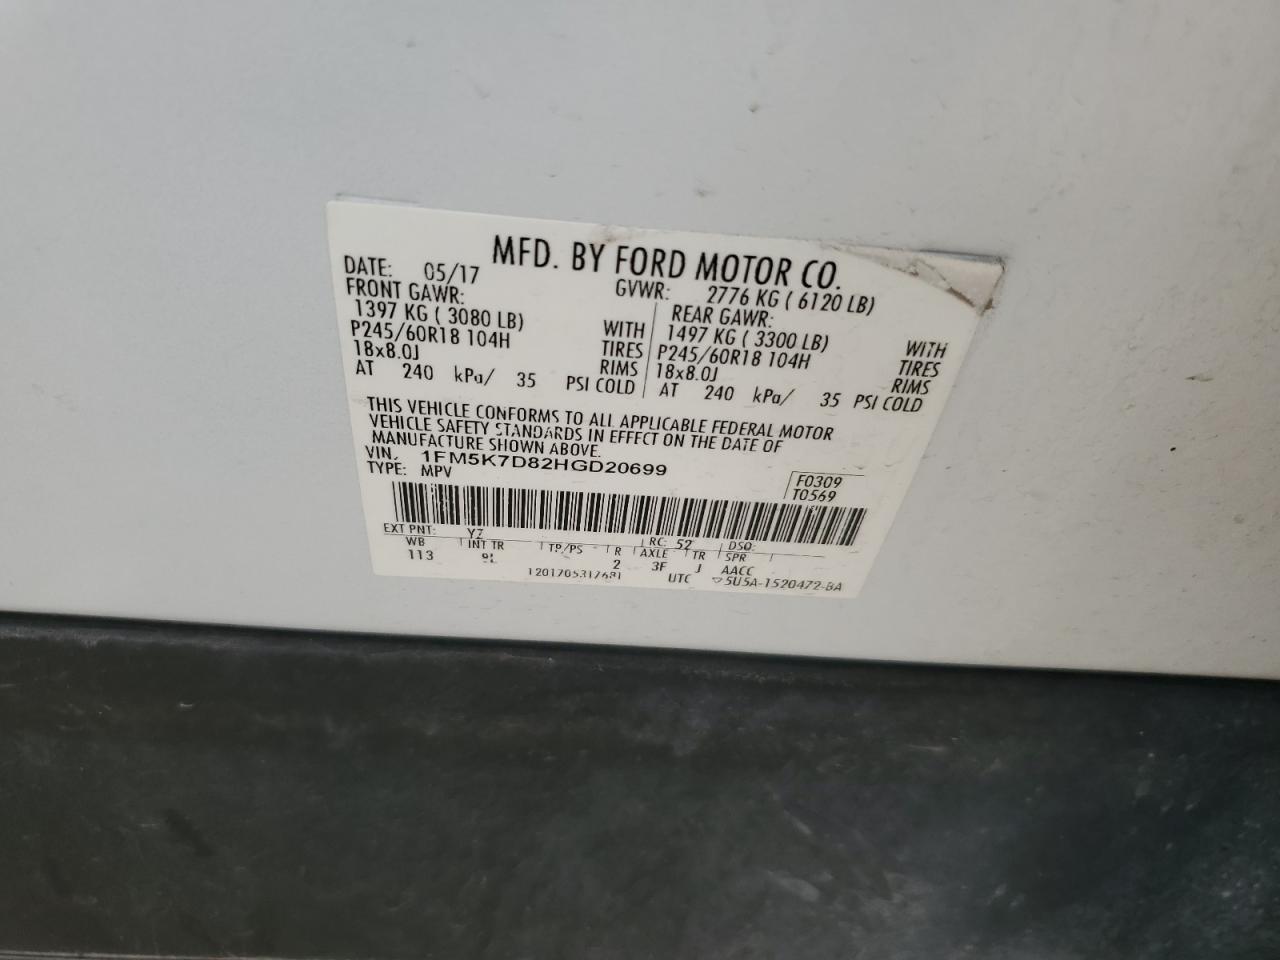 MFD. BY FORD MOTOR CO.
DATE: 05/17 GVWR: 2776 KG ( 6120 LB)
FRONT GAWR: REAR GAWR:
1397 KG ( 3080 LB) WITH 1497 KG ( 3300 LB) WITH
P245/60R18 104H TIRES P245/60R18 104H TIRES
18x8.0J RIMS 18x8.0J RIMS
AT 240 kPa/ 35 PSI COLD AT 240 kPa/ 35 PSI COLD
THIS VEHICLE CONFORMS TO ALL APPLICABLE FEDERAL MOTOR
VEHICLE SAFETY STANDARDS IN EFFECT ON THE DATE OF
MANUFACTURE SHOWN ABOVE.
VIN: 1FM5K7D82HGD20699
TYPE: MPV
F0309
T0569
EXT PNT: YZ RC: 52 DSO:
WB INT TR TP/PS R AXLE TR SPR
113 2 3F J AACC
UTC 5U5A-1520472-BA